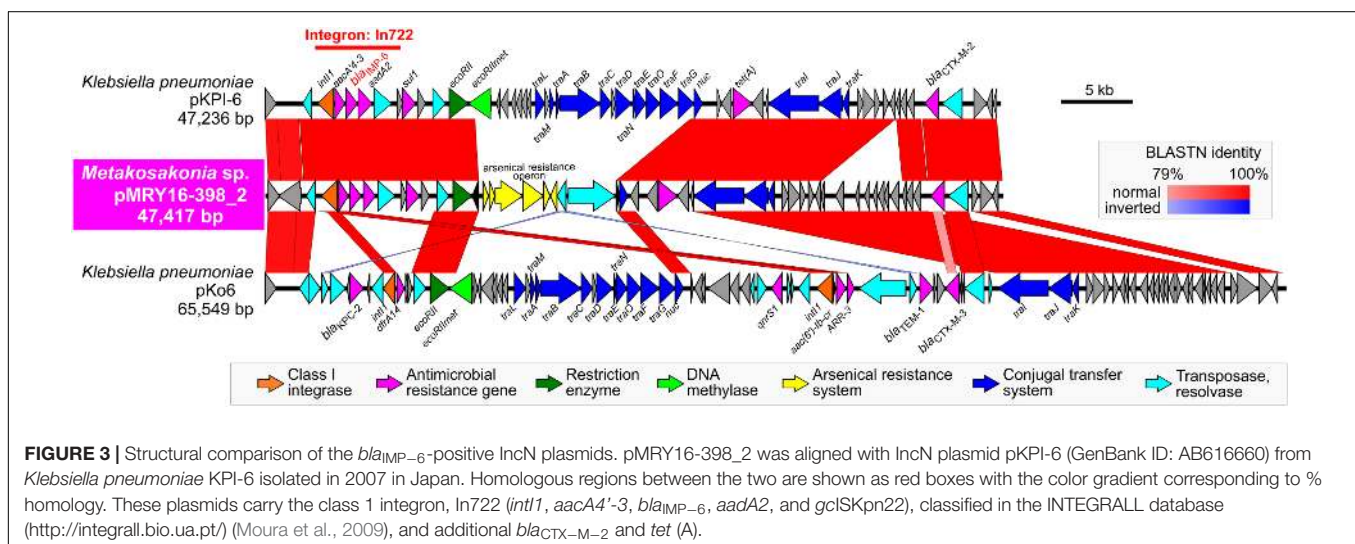 Integron: In722
intI1
aacA'4-3
blaIMP-6
aadA2
sul1
ecoRII
ecoRIImet
traL
traA
traB
traC
traD
traE
traO
traF
traG
nuc
tet(A)
traI
traJ
traK
blaCTX-M-2
Klebsiella pneumoniae
pKPI-6
47,236 bp
traM
traN
5 kb
Metakosakonia sp.
pMRY16-398_2
47,417 bp
arsenical resistance
operon
BLASTN identity
79% 100%
normal
inverted
Klebsiella pneumoniae
pKo6
65,549 bp
traM
traN
blaKPC-2
intI1
dfrA14
ecoRII
ecoRIImet
traL
traA
traB
traC
traD
traE
traO
traF
traG
nuc
qnrS1
intI1
aac(6')-Ib-cr
ARR-3
blaTEM-1
blaCTX-M-3
traI
traJ
traK
Class I
integrase
Antimicrobial
resistance gene
Restriction
enzyme
DNA
methylase
Arsenical resistance
system
Conjugal transfer
system
Transposase,
resolvase
FIGURE 3 | Structural comparison of the blaIMP−6-positive IncN plasmids. pMRY16-398_2 was aligned with IncN plasmid pKPI-6 (GenBank ID: AB616660) from
Klebsiella pneumoniae KPI-6 isolated in 2007 in Japan. Homologous regions between the two are shown as red boxes with the color gradient corresponding to %
homology. These plasmids carry the class 1 integron, In722 (intI1, aacA4'-3, blaIMP−6, aadA2, and gcISKpn22), classified in the INTEGRALL database
(http://integrall.bio.ua.pt/) (Moura et al., 2009), and additional blaCTX−M−2 and tet (A).